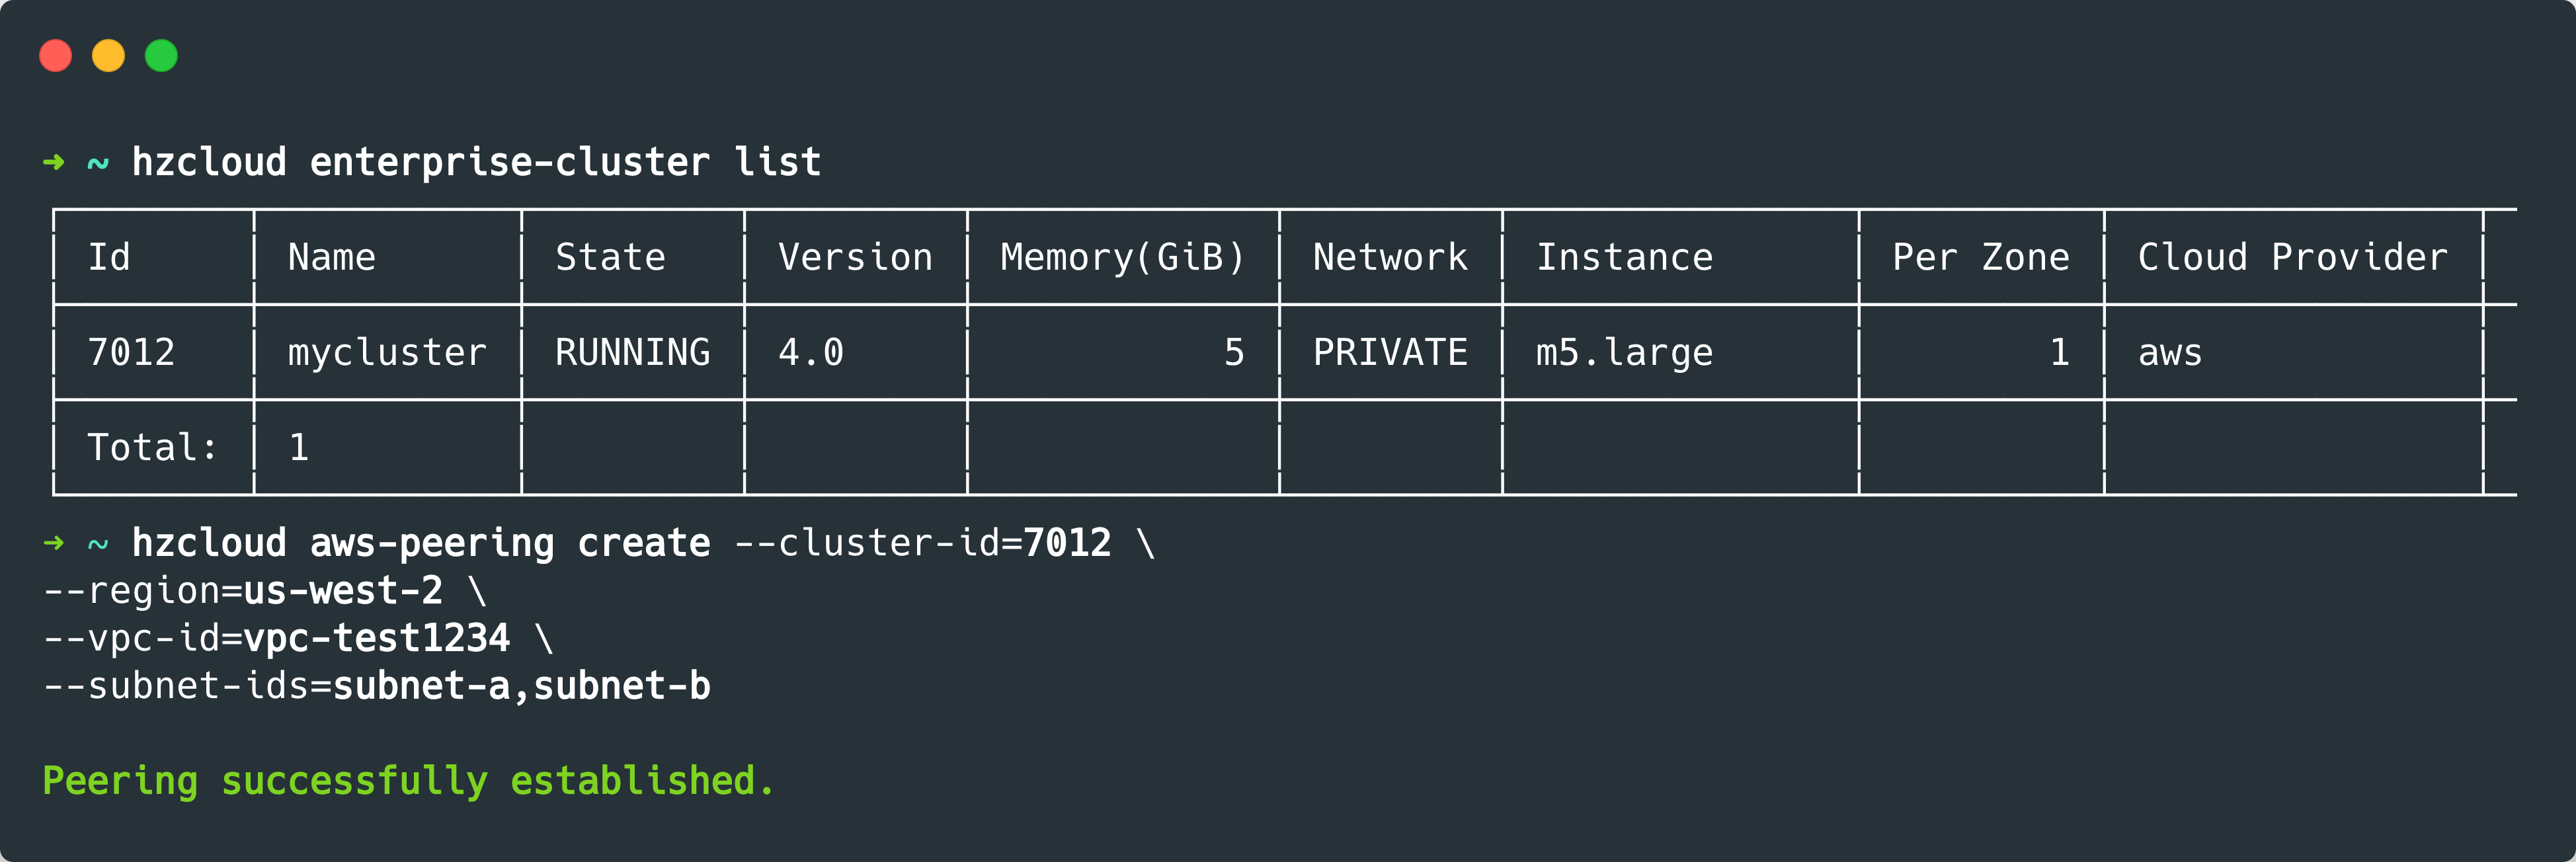 ➜ ~ hzcloud enterprise-cluster list
Id Name State Version Memory(GiB) Network Instance Per Zone Cloud Provider
7012 mycluster RUNNING 4.0 5 PRIVATE m5.large 1 aws
Total: 1
➜ ~ hzcloud aws-peering create --cluster-id=7012 \
--region=us-west-2 \
--vpc-id=vpc-test1234 \
--subnet-ids=subnet-a,subnet-b
Peering successfully established.